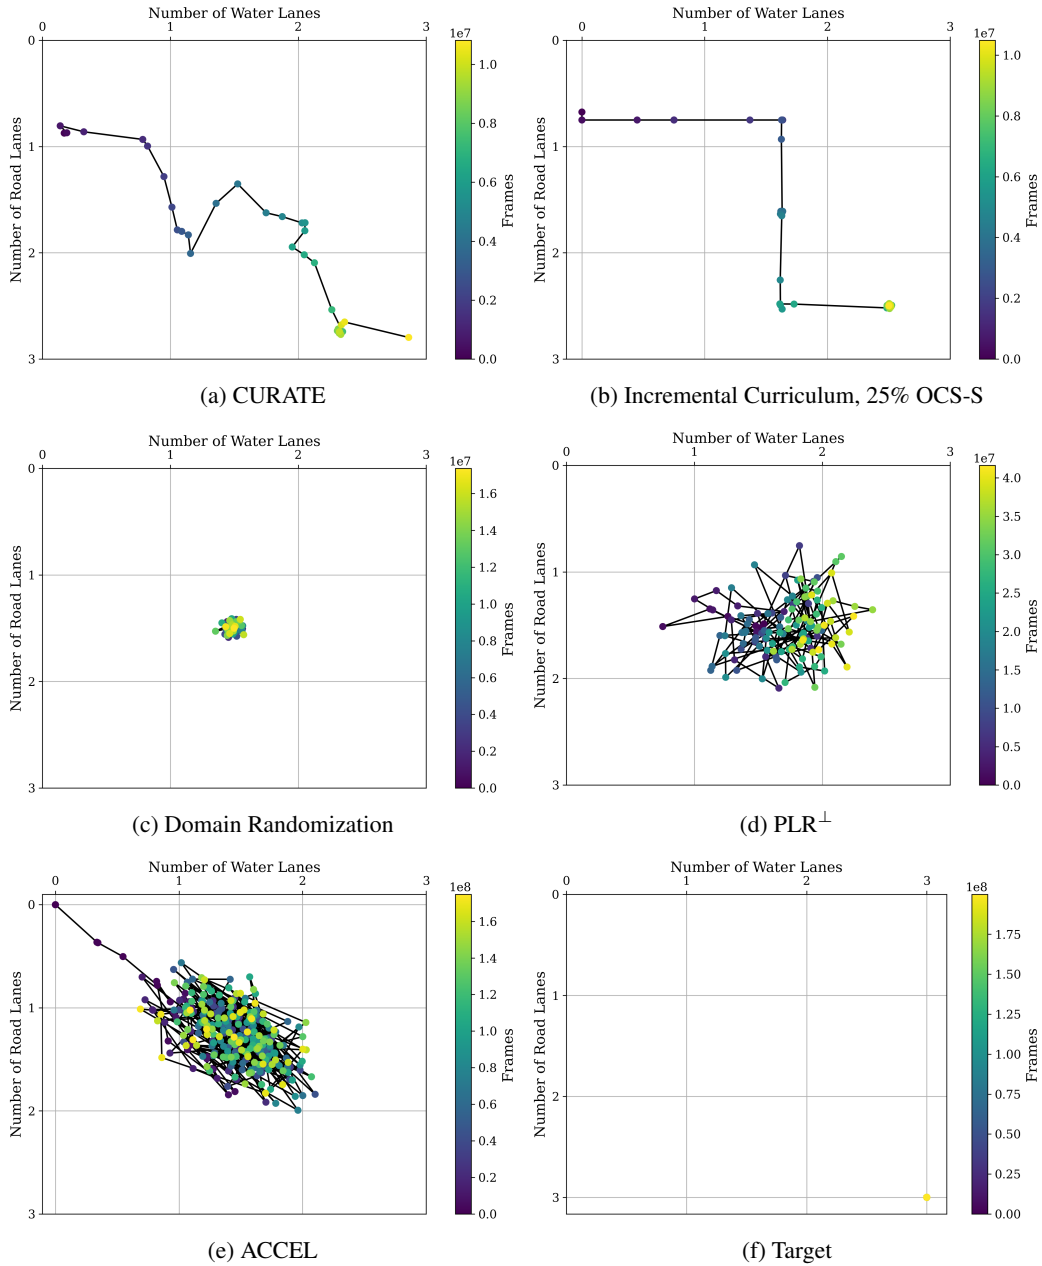 Number of Water Lanes
0 1 2 3
1e7
0
1
2
3
Number of Road Lanes
1.0
0.8
0.6
0.4
0.2
0.0
Frames
(a) CURATE
Number of Water Lanes
0 1 2 3
1e7
0
1
2
3
Number of Road Lanes
1.0
0.8
0.6
0.4
0.2
0.0
Frames
(b) Incremental Curriculum, 25% OCS-S
Number of Water Lanes
0 1 2 3
1e7
0
1
2
3
Number of Road Lanes
1.6
1.4
1.2
1.0
0.8
0.6
0.4
0.2
0.0
Frames
(c) Domain Randomization
Number of Water Lanes
0 1 2 3
1e7
0
1
2
3
Number of Road Lanes
4.0
3.5
3.0
2.5
2.0
1.5
1.0
0.5
0.0
Frames
(d) PLR⊥
Number of Water Lanes
0 1 2 3
1e8
0
1
2
3
Number of Road Lanes
1.6
1.4
1.2
1.0
0.8
0.6
0.4
0.2
0.0
Frames
(e) ACCEL
Number of Water Lanes
0 1 2 3
1e8
0
1
2
3
Number of Road Lanes
1.75
1.50
1.25
1.00
0.75
0.50
0.25
0.00
Frames
(f) Target